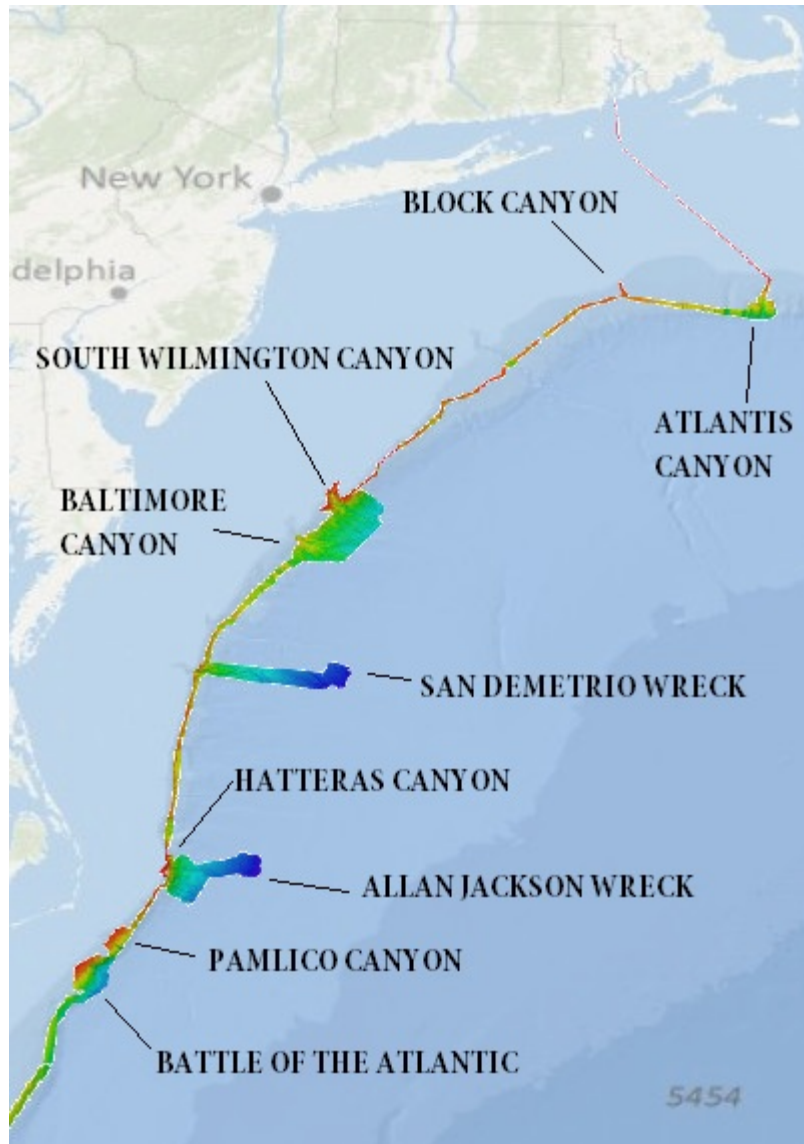 New York
BLOCK CANYON
delphia
SOUTH WILMINGTON CANYON
ATLANTIS
CANYON
BALTIMORE
CANYON
SAN DEMETRIO WRECK
HATTERAS CANYON
ALLAN JACKSON WRECK
PAMLICO CANYON
BATTLE OF THE ATLANTIC
5454